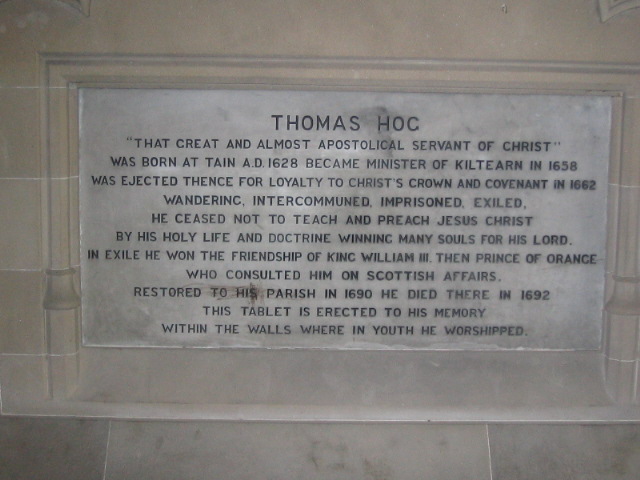 THOMAS HOG
"THAT GREAT AND ALMOST APOSTOLICAL SERVANT OF CHRIST"
WAS BORN AT TAIN A.D. 1628 BECAME MINISTER OF KILTEARN IN 1658
WAS EJECTED THENCE FOR LOYALTY TO CHRIST'S CROWN AND COVENANT IN 1662
WANDERING, INTERCOMMUNED, IMPRISONED, EXILED,
HE CEASED NOT TO TEACH AND PREACH JESUS CHRIST
BY HIS HOLY LIFE AND DOCTRINE WINNING MANY SOULS FOR HIS LORD.
IN EXILE HE WON THE FRIENDSHIP OF KING WILLIAM III, THEN PRINCE OF ORANGE
WHO CONSULTED HIM ON SCOTTISH AFFAIRS.
RESTORED TO HIS PARISH IN 1690 HE DIED THERE IN 1692
THIS TABLET IS ERECTED TO HIS MEMORY
WITHIN THE WALLS WHERE IN YOUTH HE WORSHIPPED.